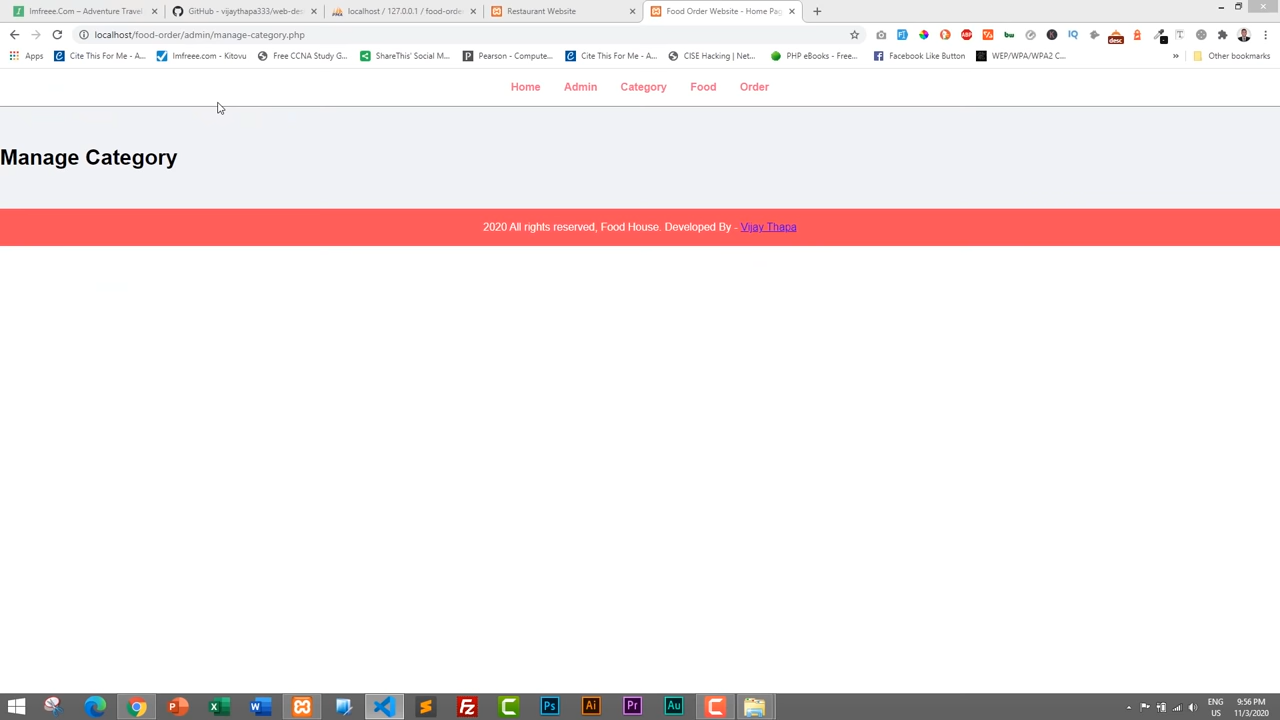 Imfreee.Com – Adventure Travel
GitHub - vijaythapa333/web-des
localhost / 127.0.0.1 / food-orde
Restaurant Website
Food Order Website - Home Pag
localhost/food-order/admin/manage-category.php
desc
Apps
Cite This For Me - A...
Imfreee.com - Kitovu
Free CCNA Study G...
ShareThis' Social M...
Pearson - Compute...
Cite This For Me - A...
CISE Hacking | Net...
PHP eBooks - Free...
Facebook Like Button
WEP/WPA/WPA2 C...
»
Other bookmarks
Home
Admin
Category
Food
Order
Manage Category
2020 All rights reserved, Food House. Developed By - Vijay Thapa
ENG
US
9:56 PM
11/3/2020